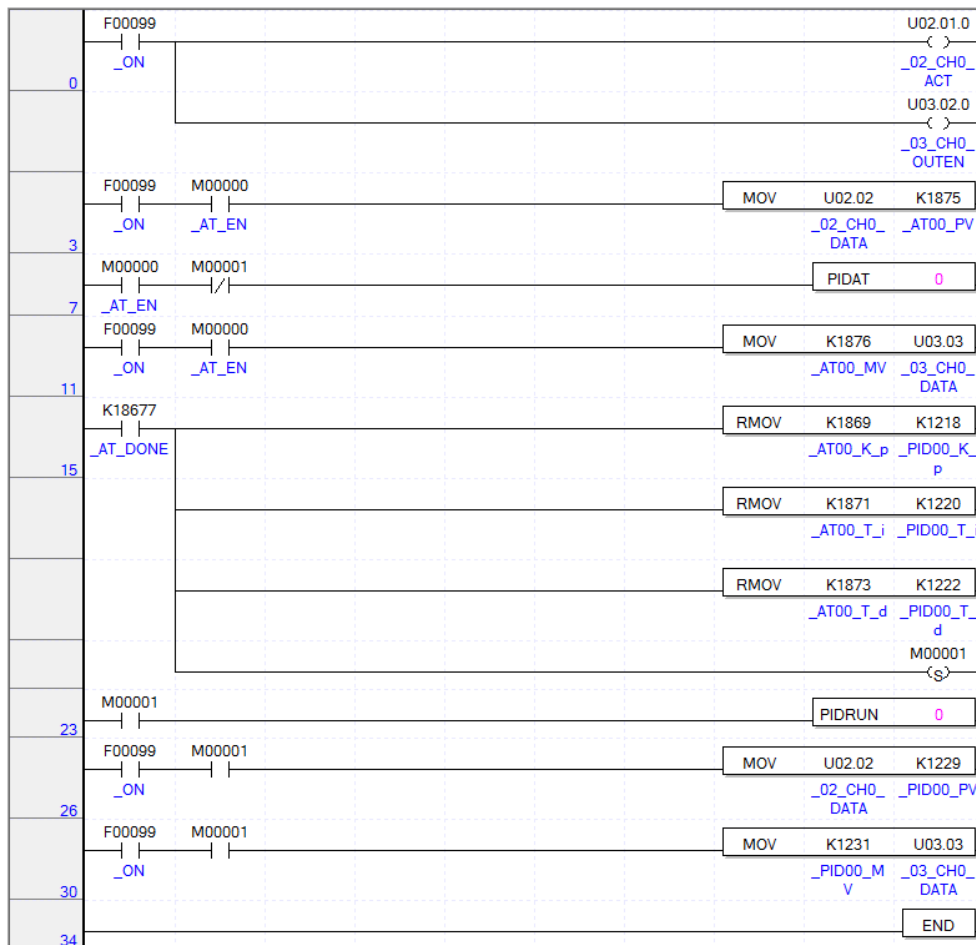 F00099 U02.01.0
_ON _02_CH0_
ACT
0
U03.02.0
_03_CH0_
OUTEN
F00099 M00000
MOV U02.02 K1875
_ON _AT_EN _02_CH0_ _AT00_PV
DATA
3
M00000 M00001
PIDAT 0
_AT_EN
7
F00099 M00000
MOV K1876 U03.03
_ON _AT_EN _AT00_MV _03_CH0_
DATA
11
K18677
RMOV K1869 K1218
_AT_DONE _AT00_K_p _PID00_K_
p
15
RMOV K1871 K1220
_AT00_T_i _PID00_T_i
RMOV K1873 K1222
_AT00_T_d _PID00_T_
d
M00001
S
M00001
PIDRUN 0
23
F00099 M00001
MOV U02.02 K1229
_ON _02_CH0_ _PID00_PV
DATA
26
F00099 M00001
MOV K1231 U03.03
_ON _PID00_M _03_CH0_
V DATA
30
END
34